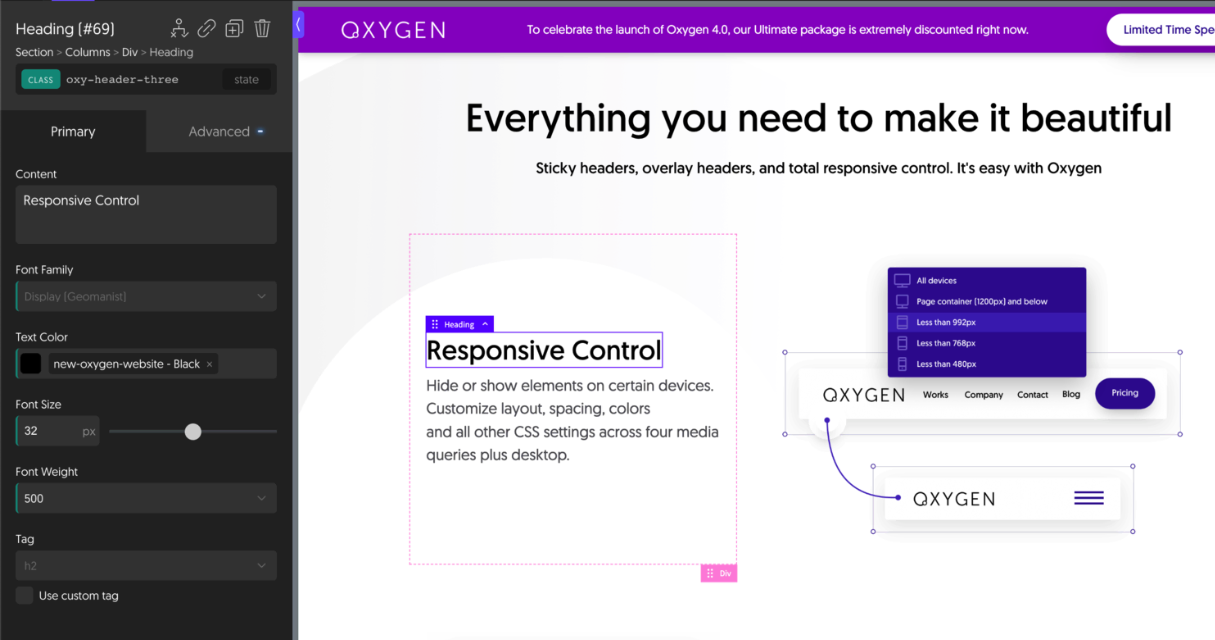 Heading (#69)
Section > Columns > Div > Heading
CLASS oxy-header-three state
Primary Advanced
Content
Responsive Control
Font Family
Display (Geomanist)
Text Color
new-oxygen-website - Black ×
Font Size
32 px
Font Weight
500
Tag
h2
Use custom tag
OXYGEN To celebrate the launch of Oxygen 4.0, our Ultimate package is extremely discounted right now. Limited Time Spe
Everything you need to make it beautiful
Sticky headers, overlay headers, and total responsive control. It's easy with Oxygen
Heading
Responsive Control
Hide or show elements on certain devices.
Customize layout, spacing, colors
and all other CSS settings across four media
queries plus desktop.
Div
All devices
Page container (1200px) and below
Less than 992px
Less than 768px
Less than 480px
OXYGEN Works Company Contact Blog Pricing
OXYGEN